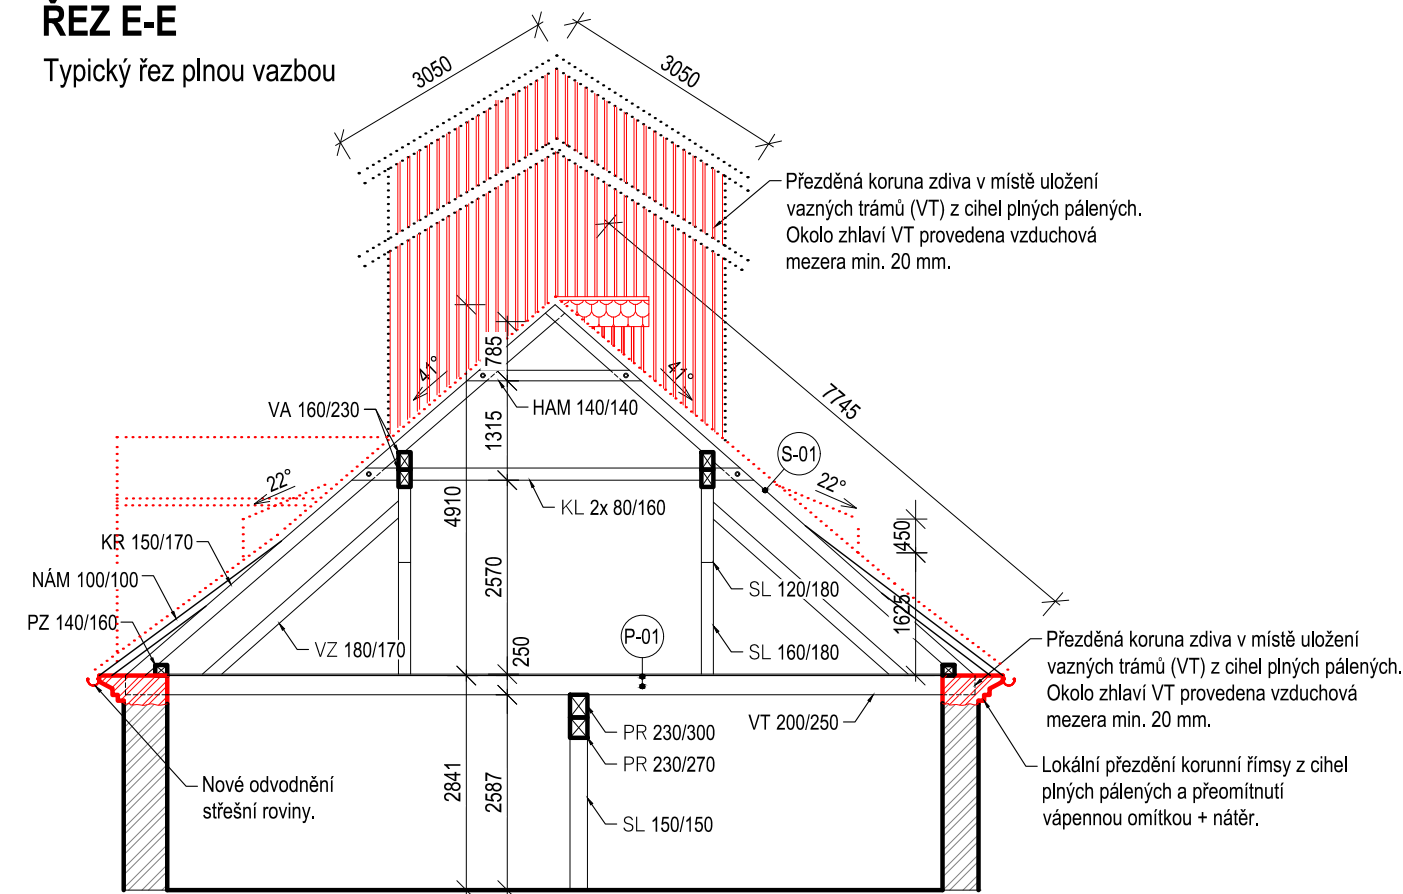 ŘEZ E-E
Typický řez plnou vazbou
3050
3050
Přezděná koruna zdiva v místě uložení
vazných trámů (VT) z cihel plných pálených.
Okolo zhlaví VT provedena vzduchová
mezera min. 20 mm.
785
41°
41°
HAM 140/140
VA 160/230
1315
7745
S-01
22°
22°
4910
KL 2x 80/160
450
KR 150/170
NÁM 100/100
2570
SL 120/180
1625
PZ 140/160
P-01
VZ 180/170
250
SL 160/180
Přezděná koruna zdiva v místě uložení
vazných trámů (VT) z cihel plných pálených.
Okolo zhlaví VT provedena vzduchová
mezera min. 20 mm.
VT 200/250
PR 230/300
PR 230/270
Nové odvodnění
střešní roviny.
2841
2587
SL 150/150
Lokální přezdění korunní římsy z cihel
plných pálených a přeomítnutí
vápennou omítkou + nátěr.